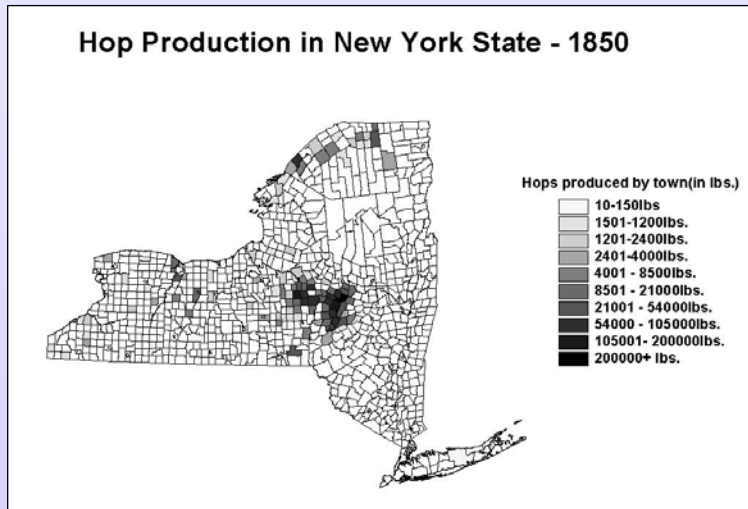 Hop Production in New York State - 1850
Hops produced by town(in lbs.)
10-150lbs
1501-1200lbs.
1201-2400lbs.
2401-4000lbs.
4001 - 8500lbs.
8501 - 21000lbs.
21001 - 54000lbs.
54000 - 105000lbs.
105001- 200000lbs.
200000+ lbs.